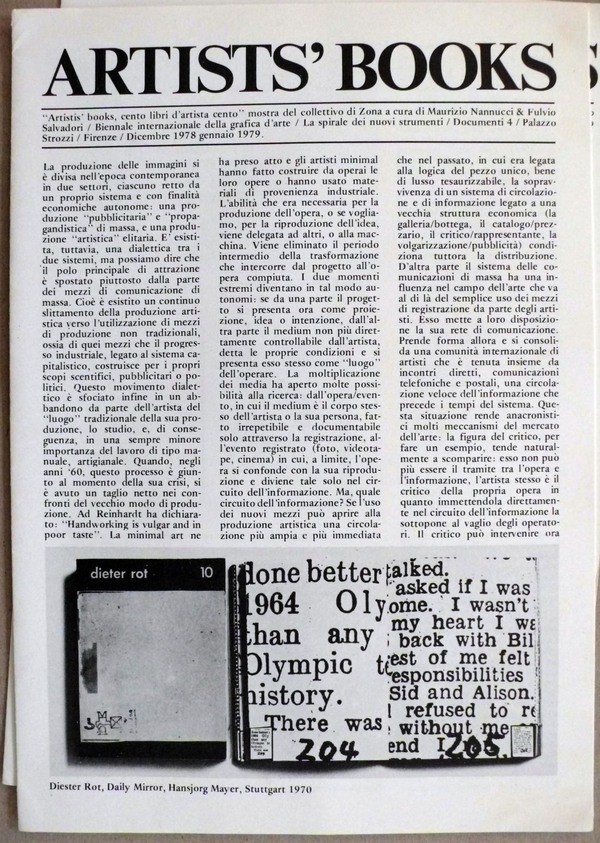 ARTISTS' BOOKS
"Artistis' books, cento libri d'artista cento" mostra del collettivo di Zona a cura di Maurizio Nannucci & Fulvio
Salvadori / Biennale internazionale della grafica d'arte / La spirale dei nuovi strumenti / Documenti 4 / Palazzo
Strozzi / Firenze / Dicembre 1978 gennaio 1979.
La produzione delle immagini si
è divisa nell'epoca contemporanea
in due settori, ciascuno retto da
un proprio sistema e con finalità
economiche autonome: una pro-
duzione "pubblicitaria" e "propa-
gandistica" di massa, e una produ-
zione "artistica" elitaria. E' esisti-
ta, tuttavia, una dialettica tra i
due sistemi, ma possiamo dire che
il polo principale di attrazione
è spostato piuttosto dalla parte
dei mezzi di comunicazione di
massa. Cioè è esistito un continuo
slittamento della produzione arti-
stica verso l'utilizzazione di mezzi
di produzione non tradizionali,
ossia di quei mezzi che il progres-
so industriale, legato al sistema ca-
pitalistico, costruisce per i propri
scopi scentifici, pubblicitari o po-
litici. Questo movimento dialet-
tico è sfociato infine in un ab-
bandono da parte dell'artista del
"luogo" tradizionale della sua pro-
duzione, lo studio, e, di conse-
guenza, in una sempre minore
importanza del lavoro di tipo ma-
nuale, artigianale. Quando, negli
anni '60, questo processo è giun-
to al momento della sua crisi, si
è avuto un taglio netto nei con-
fronti del vecchio modo di produ-
zione. Ad Reinhardt ha dichiara-
to: "Handworking is vulgar and in
poor taste". La minimal art ne
ha preso atto e gli artisti minimal
hanno fatto costruire da operai le
loro opere o hanno usato mate-
riali di provenienza industriale.
L'abilità che era necessaria per la
produzione dell'opera, o se voglia-
mo, per la riproduzione dell'idea,
viene delegata ad altri, o alla mac-
china. Viene eliminato il periodo
intermedio della trasformazione
che intercorre dal progetto all'o-
pera compiuta. I due momenti
estremi diventano in tal modo au-
tonomi: se da una parte il proget-
to si presenta ora come proie-
zione, idea o intenzione, dall'al-
tra parte il medium non più diret-
tamente controllabile dall'artista,
detta le proprie condizioni e si
presenta esso stesso come "luogo"
dell'operare. La moltiplicazione
dei media ha aperto molte possi-
bilità alla ricerca: dall'opera/even-
to, in cui il medium è il corpo stes-
so dell'artista o la sua persona, fat-
to irrepetibile e documentabile
solo attraverso la registrazione, al-
l'evento registrato (foto, videota-
pe, cinema) in cui, a limite, l'ope-
ra si confonde con la sua riprodu-
zione e diviene tale solo nel cir-
cuito dell'informazione. Ma, quale
circuito dell'informazione? Se l'uso
dei nuovi mezzi può aprire alla
produzione artistica una circola-
zione più ampia e più immediata
che nel passato, in cui era legata
alla logica del pezzo unico, bene
di lusso tesaurizzabile, la soprav-
vivenza di un sistema di circolazio-
ne e di informazione legato a una
vecchia struttura economica (la
galleria/bottega, il catalogo/prez-
zario, il critico/rappresentante, la
volgarizzazione/pubblicità) condi-
ziona tuttora la distribuzione.
D'altra parte il sistema delle co-
municazioni di massa ha una in-
fluenza nel campo dell'arte che va
al di là del semplice uso dei mezzi
di registrazione da parte degli arti-
sti. Esso mette a loro disposizio-
ne la sua rete di comunicazione.
Prende forma allora e si consoli-
da una comunità internazionale di
artisti che è tenuta insieme da
incontri diretti, comunicazioni
telefoniche e postali, una circola-
zione veloce dell'informazione che
precede i tempi del sistema. Que-
sta situazione rende anacronisti-
ci molti meccanismi del mercato
dell'arte: la figura del critico, per
fare un esempio, tende natural-
mente a scomparire: esso non può
più essere il tramite tra l'opera e
l'informazione, l'artista stesso è il
critico della propria opera in
quanto immettendola direttamen-
te nel circuito dell'informazione la
sottopone al vaglio degli operato-
ri. Il critico può intervenire ora
dieter rot 10
done better
1964 Oly
than any
Olympic t
history.
There was
204
talked.
asked if I was
ome. I wasn't
my heart I we
back with Bil
est of me felt
esponsibilities
Sid and Alison.
I refused to re
without me
end I
205
Diester Rot, Daily Mirror, Hansjorg Mayer, Stuttgart 1970